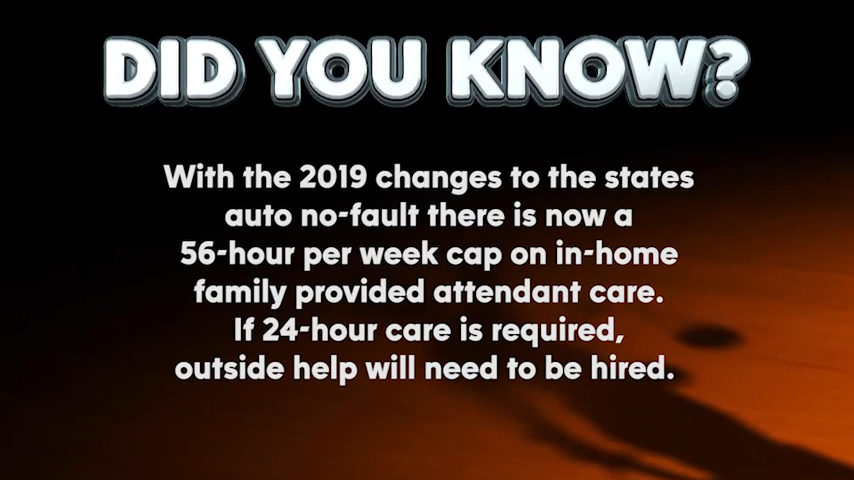 DID YOU KNOW?
With the 2019 changes to the states
auto no-fault there is now a
56-hour per week cap on in-home
family provided attendant care.
If 24-hour care is required,
outside help will need to be hired.